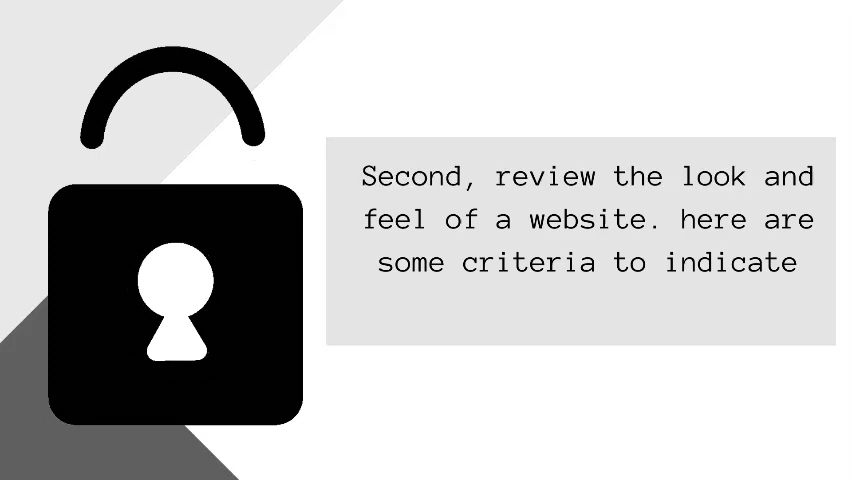 Second, review the look and
feel of a website. here are
some criteria to indicate